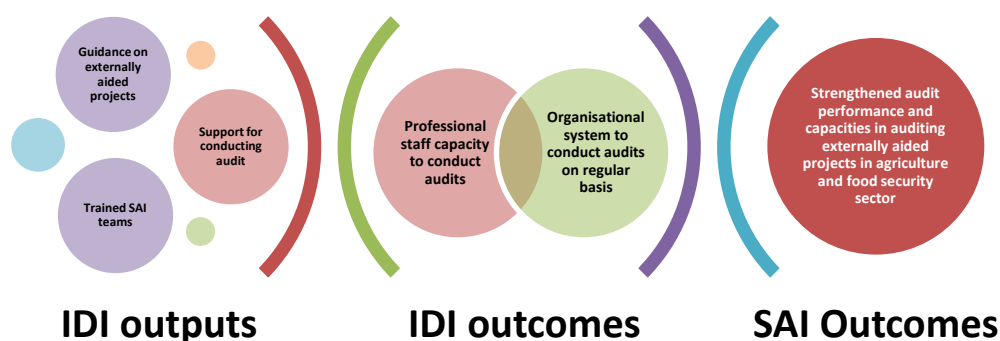 Guidance on
externally
aided
projects
Support for
conducting
audit
Trained SAI
teams
Professional
staff capacity
to conduct
audits
Organisational
system to
conduct audits
on regular
basis
Strengthened audit
performance and
capacities in auditing
externally aided
projects in agriculture
and food security
sector
IDI outputs
IDI outcomes
SAI Outcomes